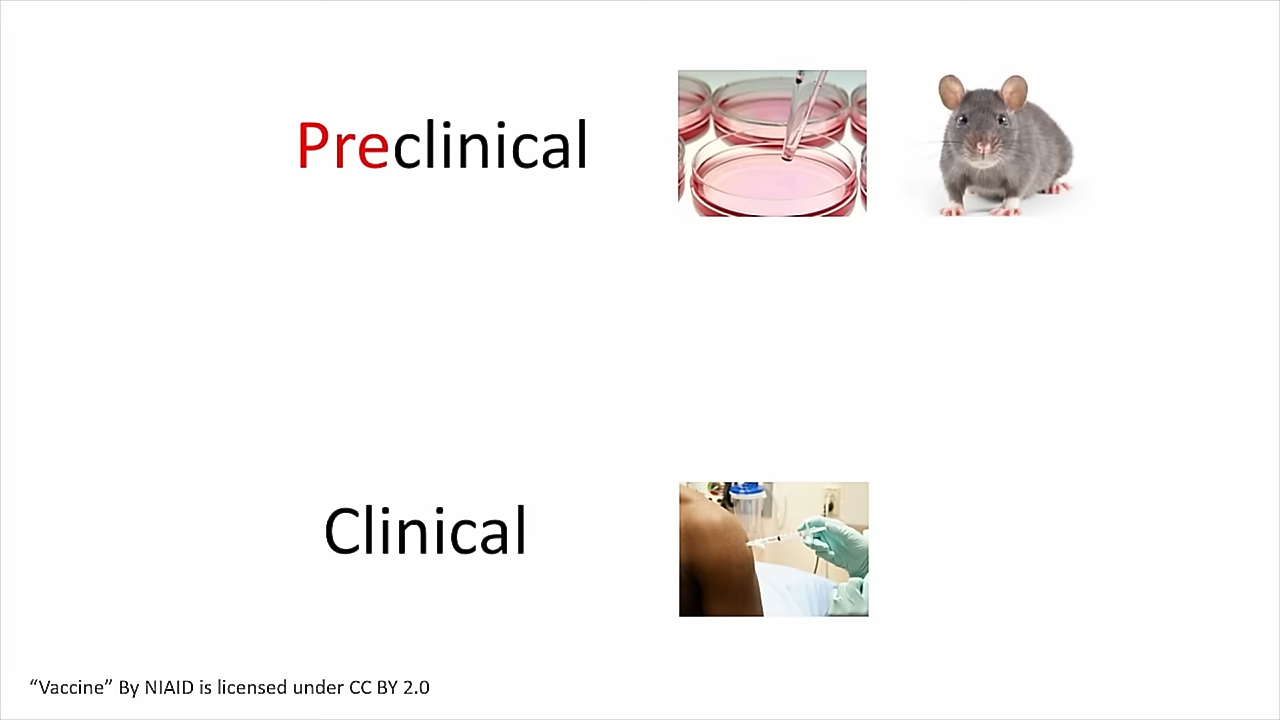 Preclinical
Clinical
“Vaccine” By NIAID is licensed under CC BY 2.0